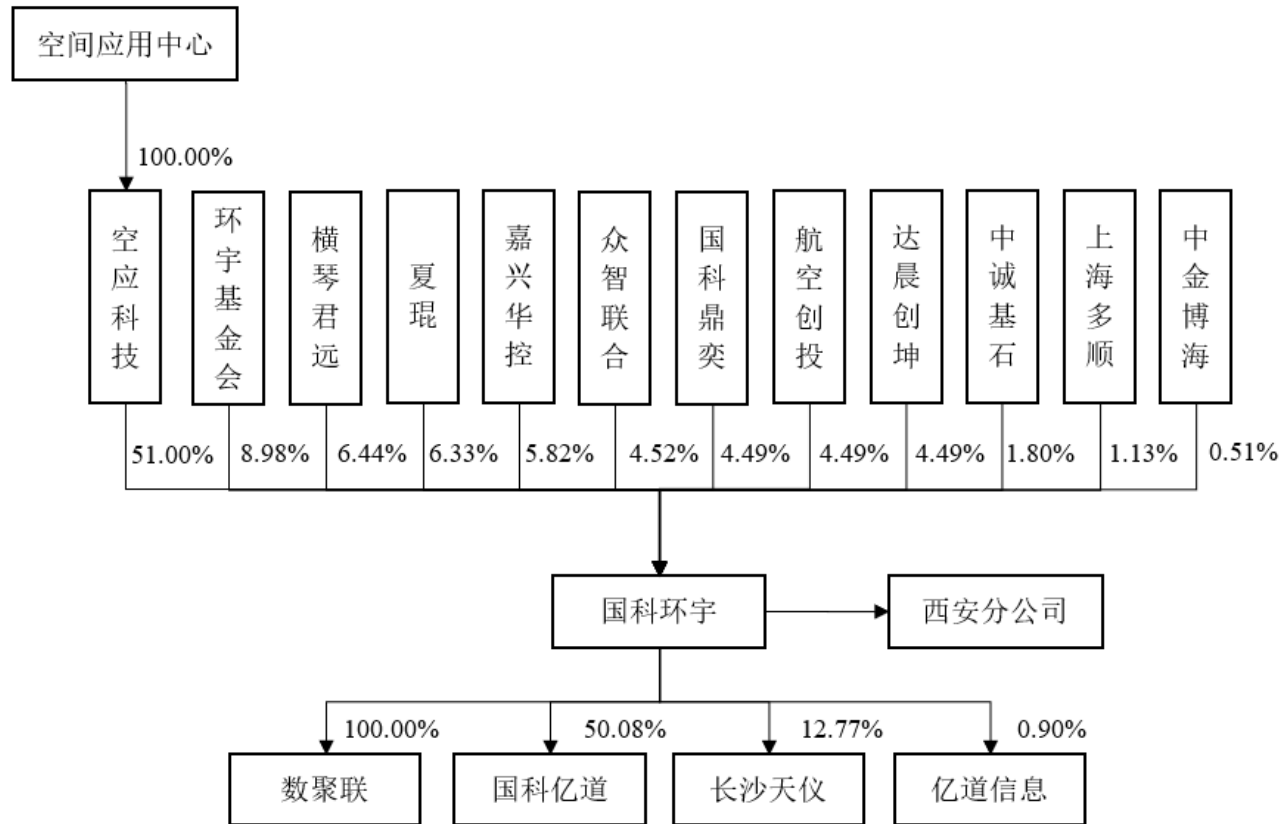 空间应用中心
100.00%
空应科技
环宇基金会
横琴君远
夏琨
嘉兴华控
众智联合
国科鼎奕
航空创投
达晨创坤
中诚基石
上海多顺
中金博海
51.00%
8.98%
6.44%
6.33%
5.82%
4.52%
4.49%
4.49%
4.49%
1.80%
1.13%
0.51%
国科环宇
西安分公司
100.00%
50.08%
12.77%
0.90%
数聚联
国科亿道
长沙天仪
亿道信息